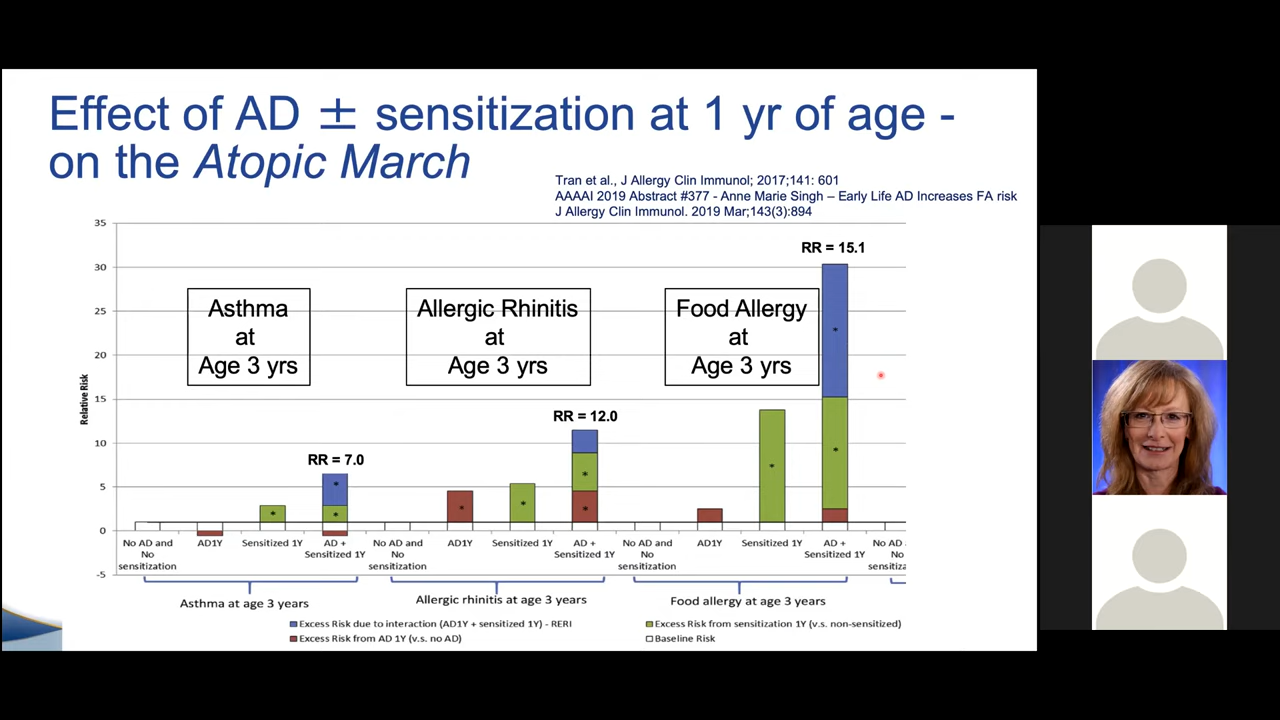 Effect of AD ± sensitization at 1 yr of age -
on the Atopic March
Tran et al., J Allergy Clin Immunol; 2017;141: 601
AAAAI 2019 Abstract #377 - Anne Marie Singh – Early Life AD Increases FA risk
J Allergy Clin Immunol. 2019 Mar;143(3):894
Relative Risk
35
30
25
20
15
10
5
0
-5
Asthma
at
Age 3 yrs
Allergic Rhinitis
at
Age 3 yrs
Food Allergy
at
Age 3 yrs
RR = 7.0
RR = 12.0
RR = 15.1
No AD and
No
sensitization
AD1Y
Sensitized 1Y
AD +
Sensitized 1Y
No AD and
No
sensitization
AD1Y
Sensitized 1Y
AD +
Sensitized 1Y
No AD and
No
sensitization
AD1Y
Sensitized 1Y
AD +
Sensitized 1Y
No AD
No
sensitiza
Asthma at age 3 years
Allergic rhinitis at age 3 years
Food allergy at age 3 years
Excess Risk due to interaction (AD1Y + sensitized 1Y) - RERI
Excess Risk from sensitization 1Y (v.s. non-sensitized)
Excess Risk from AD 1Y (v.s. no AD)
Baseline Risk